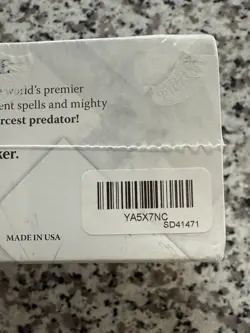 e world's premier
ent spells and mighty
rcest predator!
ker.
YA5X7NC
SD41471
MADE IN USA